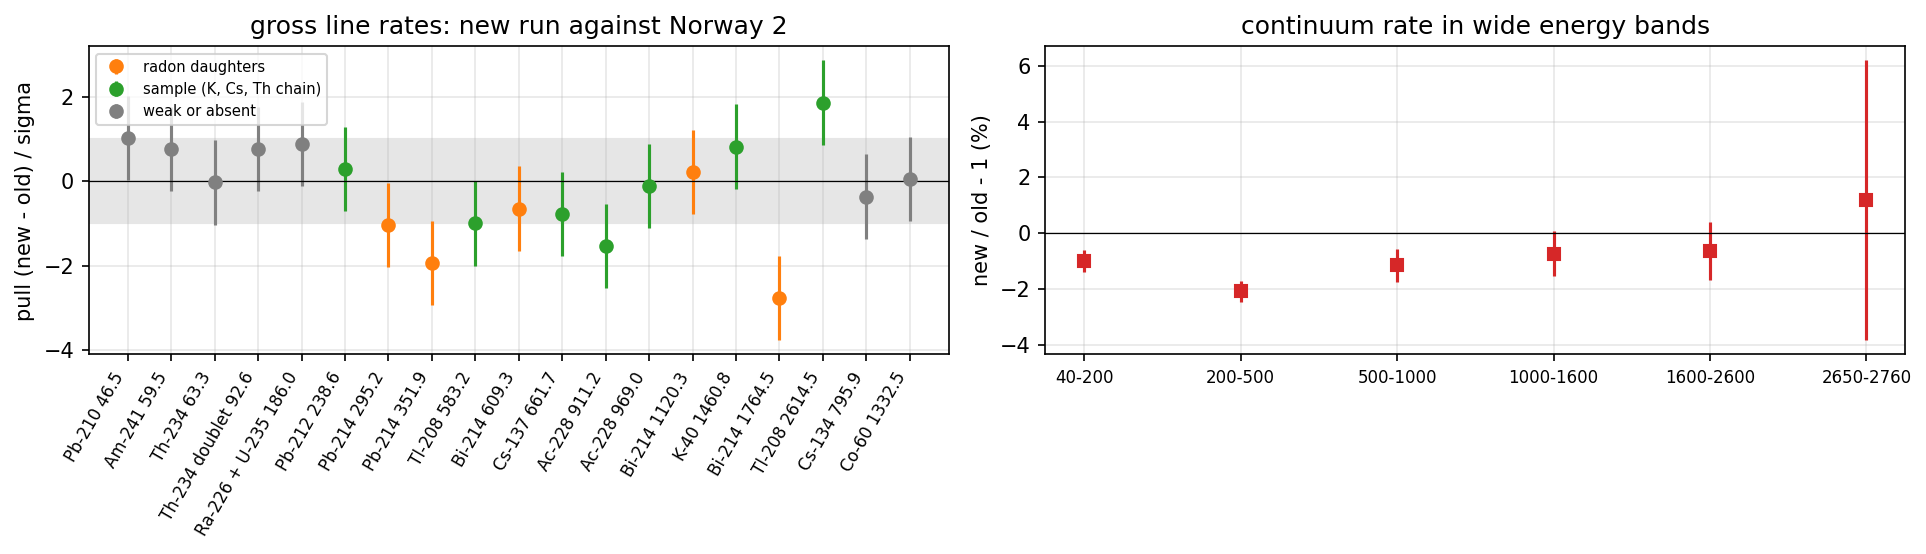 gross line rates: new run against Norway 2
pull (new - old) / sigma
2
0
−2
−4
radon daughters
sample (K, Cs, Th chain)
weak or absent
Pb-210 46.5
Am-241 59.5
Th-234 63.3
Th-234 doublet 92.6
Ra-226 + U-235 186.0
Pb-212 238.6
Pb-214 295.2
Pb-214 351.9
Tl-208 583.2
Bi-214 609.3
Cs-137 661.7
Ac-228 911.2
Ac-228 969.0
Bi-214 1120.3
K-40 1460.8
Bi-214 1764.5
Tl-208 2614.5
Cs-134 795.9
Co-60 1332.5
continuum rate in wide energy bands
new / old - 1 (%)
6
4
2
0
−2
−4
40-200
200-500
500-1000
1000-1600
1600-2600
2650-2760